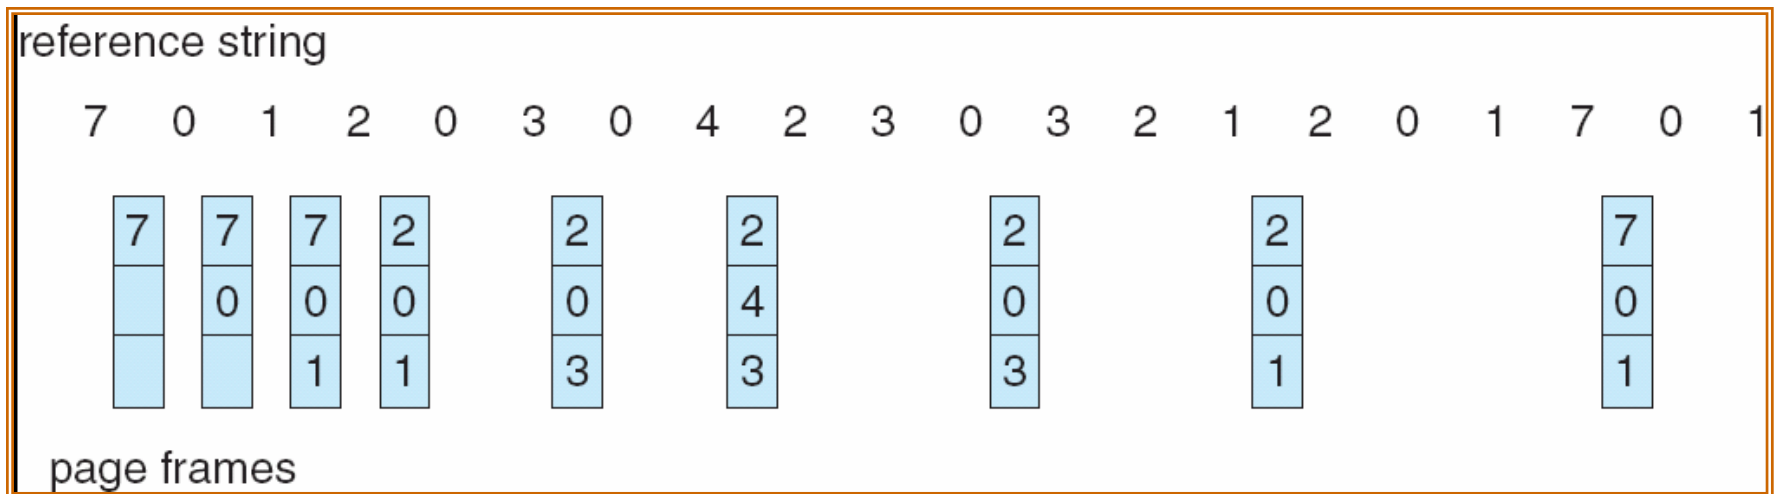 reference string
7 0 1 2 0 3 0 4 2 3 0 3 2 1 2 0 1 7 0 1
7 7 7 2 2 2 2 2 7
0 0 0 0 4 0 0 0
1 1 3 3 3 1 1
page frames